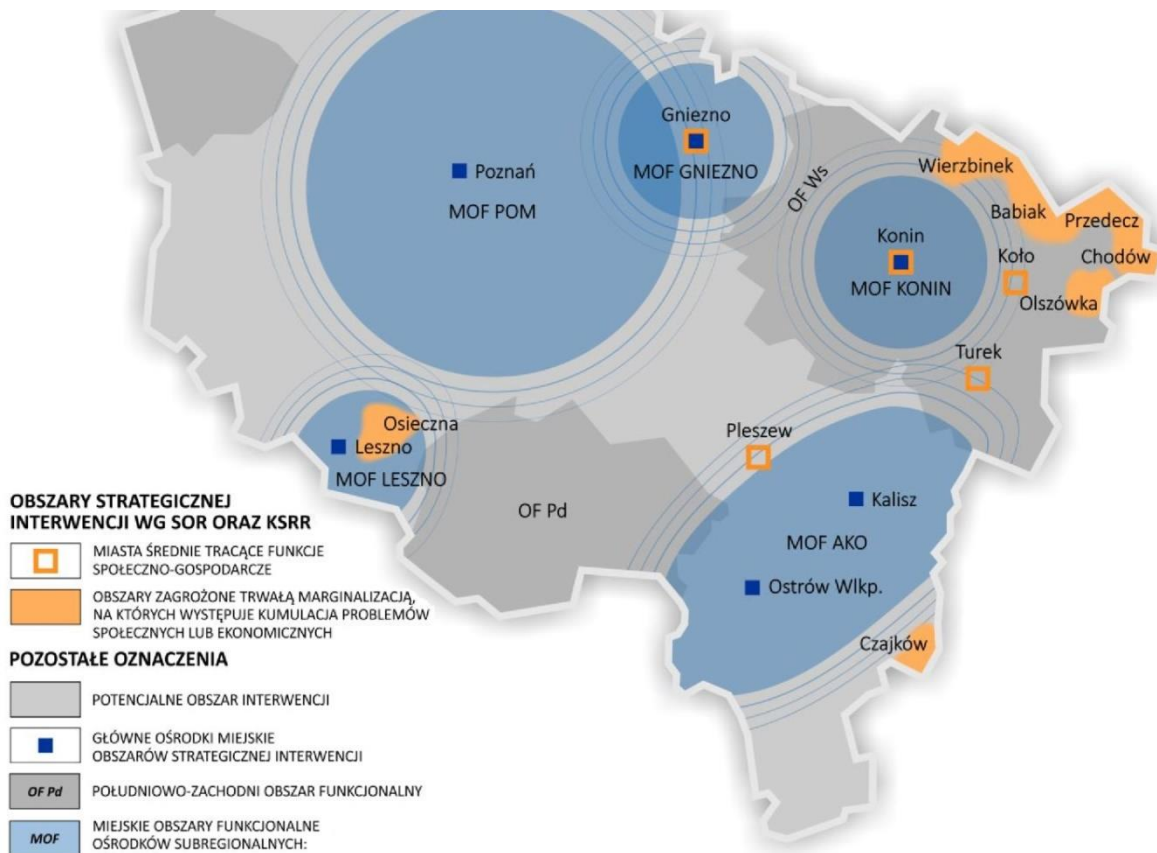 Gniezno
Wierzbinek
Poznań
MOF GNIEZNO
OF Ws
MOF POM
Babiak
Przedecz
Konin
Koło
Chodów
MOF KONIN
Olszówka
Turek
Osieczna
Pleszew
Leszno
MOF LESZNO
Kalisz
OF Pd
MOF AKO
Ostrów Wlkp.
Czajków
OBSZARY STRATEGICZNEJ
INTERWENCJI WG SOR ORAZ KSRR
MIASTA ŚREDNIE TRACĄCE FUNKCJE
SPOŁECZNO-GOSPODARCZE
OBSZARY ZAGROŻONE TRWAŁĄ MARGINALIZACJĄ,
NA KTÓRYCH WYSTĘPUJE KUMULACJA PROBLEMÓW
SPOŁECZNYCH LUB EKONOMICZNYCH
POZOSTAŁE OZNACZENIA
POTENCJALNE OBSZAR INTERWENCJI
GŁÓWNE OŚRODKI MIEJSKIE
OBSZARÓW STRATEGICZNEJ INTERWENCJI
OF Pd POŁUDNIOWO-ZACHODNI OBSZAR FUNKCJONALNY
MOF MIEJSKIE OBSZARY FUNKCJONALNE
OŚRODKÓW SUBREGIONALNYCH: